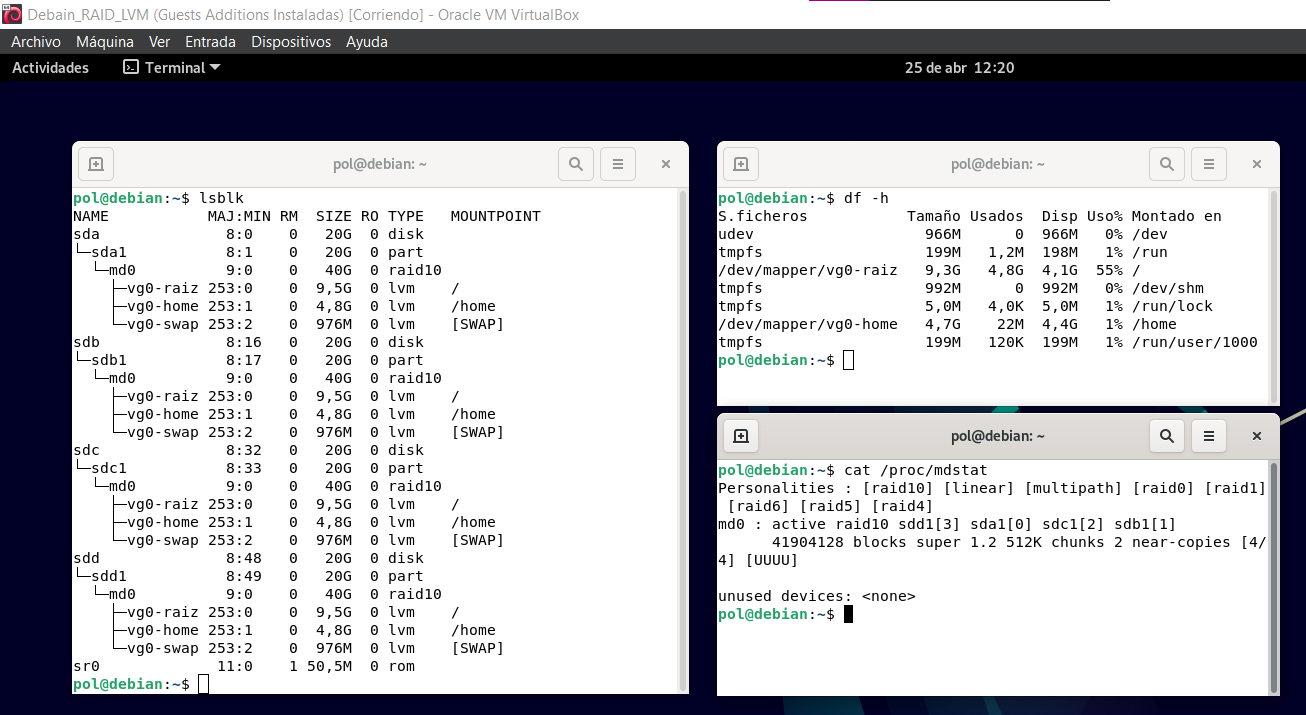 Debain_RAID_LVM (Guests Additions Instaladas) [Corriendo] - Oracle VM VirtualBox
Archivo Máquina Ver Entrada Dispositivos Ayuda
Actividades Terminal 25 de abr 12:20
pol@debian: ~
pol@debian:~$ lsblk
NAME MAJ:MIN RM SIZE RO TYPE MOUNTPOINT
sda 8:0 0 20G 0 disk
└─sda1 8:1 0 20G 0 part
└─md0 9:0 0 40G 0 raid10
├─vg0-raiz 253:0 0 9,5G 0 lvm /
├─vg0-home 253:1 0 4,8G 0 lvm /home
└─vg0-swap 253:2 0 976M 0 lvm [SWAP]
sdb 8:16 0 20G 0 disk
└─sdb1 8:17 0 20G 0 part
└─md0 9:0 0 40G 0 raid10
├─vg0-raiz 253:0 0 9,5G 0 lvm /
├─vg0-home 253:1 0 4,8G 0 lvm /home
└─vg0-swap 253:2 0 976M 0 lvm [SWAP]
sdc 8:32 0 20G 0 disk
└─sdc1 8:33 0 20G 0 part
└─md0 9:0 0 40G 0 raid10
├─vg0-raiz 253:0 0 9,5G 0 lvm /
├─vg0-home 253:1 0 4,8G 0 lvm /home
└─vg0-swap 253:2 0 976M 0 lvm [SWAP]
sdd 8:48 0 20G 0 disk
└─sdd1 8:49 0 20G 0 part
└─md0 9:0 0 40G 0 raid10
├─vg0-raiz 253:0 0 9,5G 0 lvm /
├─vg0-home 253:1 0 4,8G 0 lvm /home
└─vg0-swap 253:2 0 976M 0 lvm [SWAP]
sr0 11:0 1 50,5M 0 rom
pol@debian:~$
pol@debian: ~
pol@debian:~$ df -h
S.ficheros Tamaño Usados Disp Uso% Montado en
udev 966M 0 966M 0% /dev
tmpfs 199M 1,2M 198M 1% /run
/dev/mapper/vg0-raiz 9,3G 4,8G 4,1G 55% /
tmpfs 992M 0 992M 0% /dev/shm
tmpfs 5,0M 4,0K 5,0M 1% /run/lock
/dev/mapper/vg0-home 4,7G 22M 4,4G 1% /home
tmpfs 199M 120K 199M 1% /run/user/1000
pol@debian:~$
pol@debian: ~
pol@debian:~$ cat /proc/mdstat
Personalities : [raid10] [linear] [multipath] [raid0] [raid1]
[raid6] [raid5] [raid4]
md0 : active raid10 sdd1[3] sda1[0] sdc1[2] sdb1[1]
41904128 blocks super 1.2 512K chunks 2 near-copies [4/
4] [UUUU]
unused devices: <none>
pol@debian:~$